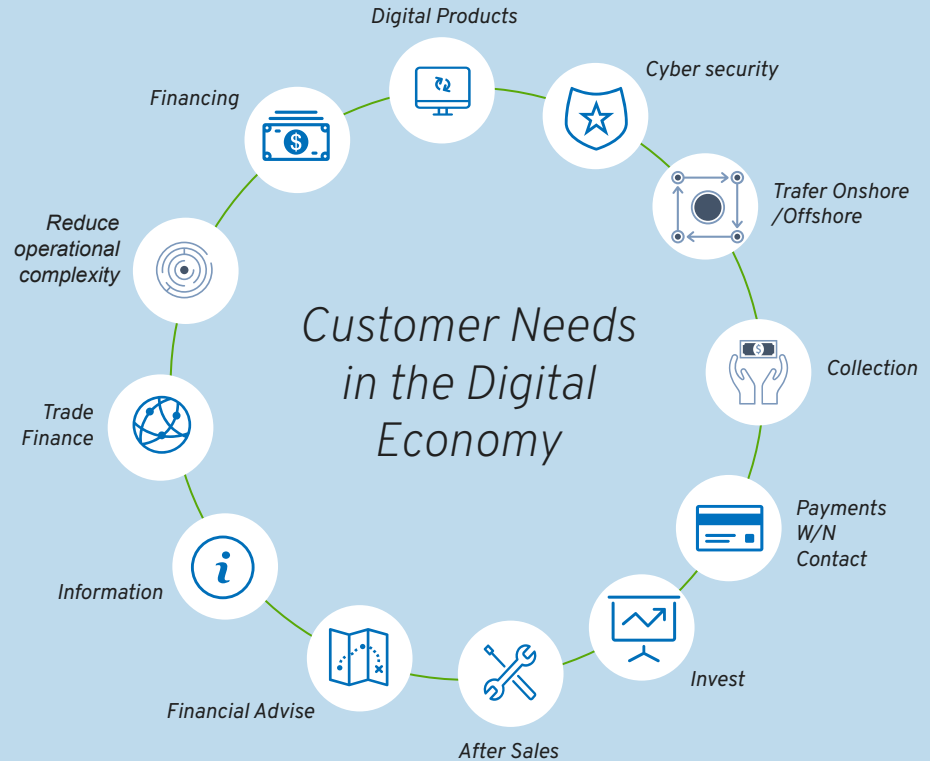 Digital Products
Cyber security
Financing
Trafer Onshore
/Offshore
Reduce
operational
complexity
Customer Needs
in the Digital
Economy
Collection
Trade
Finance
Payments
W/N
Contact
Information
Invest
Financial Advise
After Sales